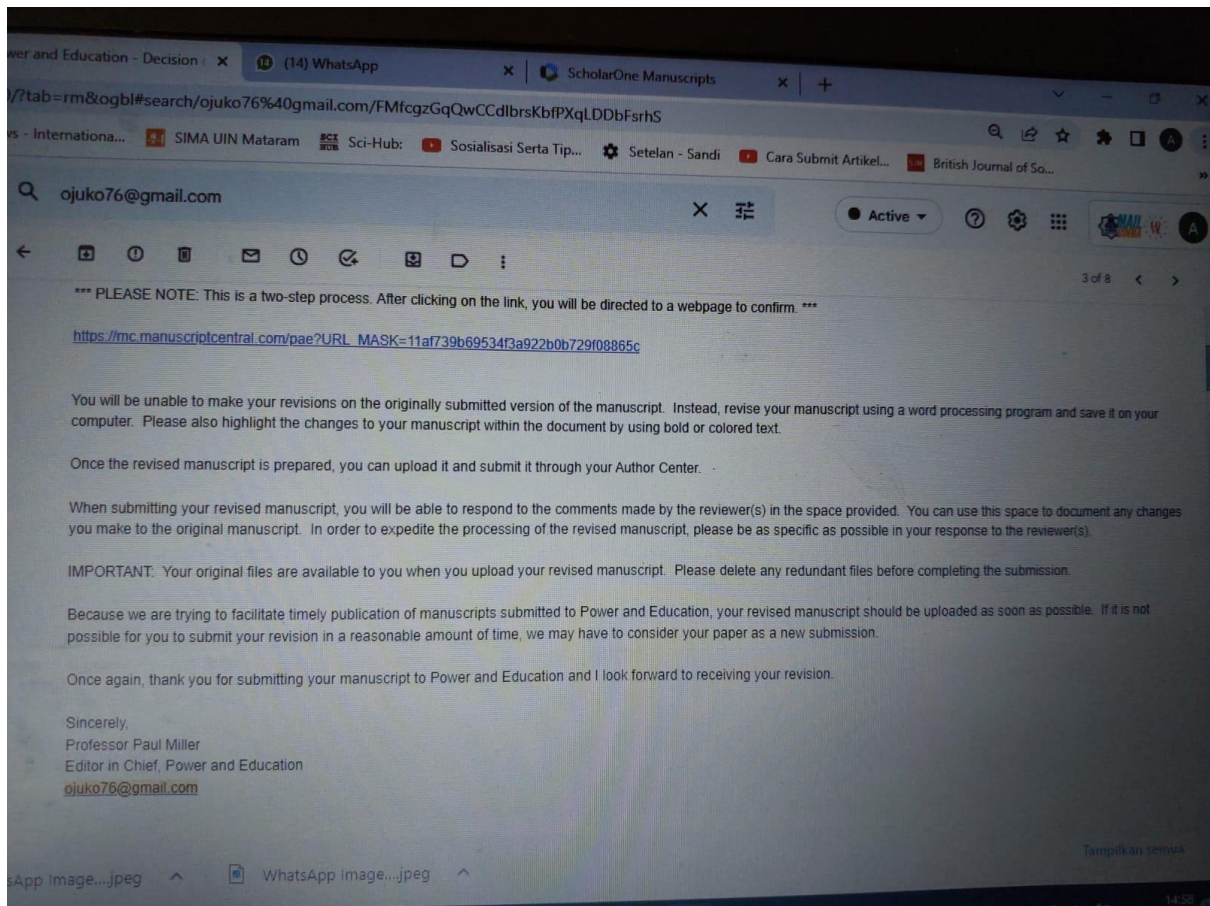 wer and Education - Decision
(14) WhatsApp
ScholarOne Manuscripts
/?tab=rm&ogbl#search/ojuko76%40gmail.com/FMfcgzGqQwCCdlbrsKbfPXqLDDbFsrhS
ws - Internationa...
SIMA UIN Mataram
SCI HUB
Sci-Hub:
Sosialisasi Serta Tip...
Setelan - Sandi
Cara Submit Artikel...
British Journal of So...
ojuko76@gmail.com
Active
A
3 of 8
*** PLEASE NOTE: This is a two-step process. After clicking on the link, you will be directed to a webpage to confirm. ***
https://mc.manuscriptcentral.com/pae?URL_MASK=11af739b69534f3a922b0b729f08865c
You will be unable to make your revisions on the originally submitted version of the manuscript. Instead, revise your manuscript using a word processing program and save it on your
computer. Please also highlight the changes to your manuscript within the document by using bold or colored text.
Once the revised manuscript is prepared, you can upload it and submit it through your Author Center.
When submitting your revised manuscript, you will be able to respond to the comments made by the reviewer(s) in the space provided. You can use this space to document any changes
you make to the original manuscript. In order to expedite the processing of the revised manuscript, please be as specific as possible in your response to the reviewer(s).
IMPORTANT: Your original files are available to you when you upload your revised manuscript. Please delete any redundant files before completing the submission.
Because we are trying to facilitate timely publication of manuscripts submitted to Power and Education, your revised manuscript should be uploaded as soon as possible. If it is not
possible for you to submit your revision in a reasonable amount of time, we may have to consider your paper as a new submission.
Once again, thank you for submitting your manuscript to Power and Education and I look forward to receiving your revision.
Sincerely,
Professor Paul Miller
Editor in Chief, Power and Education
ojuko76@gmail.com
Tampilkan semua
sApp Image....jpeg
WhatsApp Image....jpeg
14:58